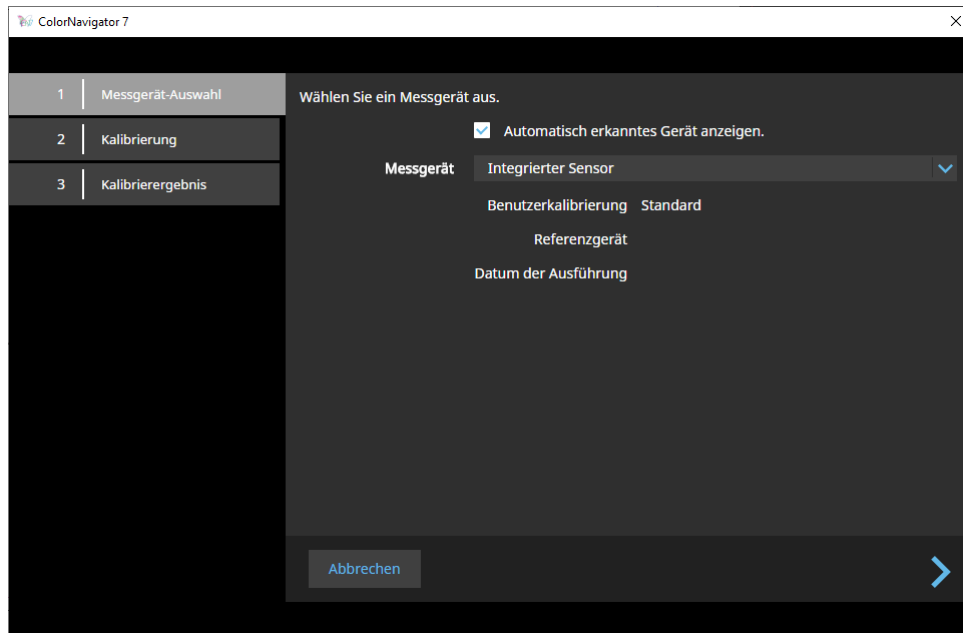 ColorNavigator 7
1 Messgerät-Auswahl
2 Kalibrierung
3 Kalibrierergebnis
Wählen Sie ein Messgerät aus.
Automatisch erkanntes Gerät anzeigen.
Messgerät Integrierter Sensor
Benutzerkalibrierung Standard
Referenzgerät
Datum der Ausführung
Abbrechen